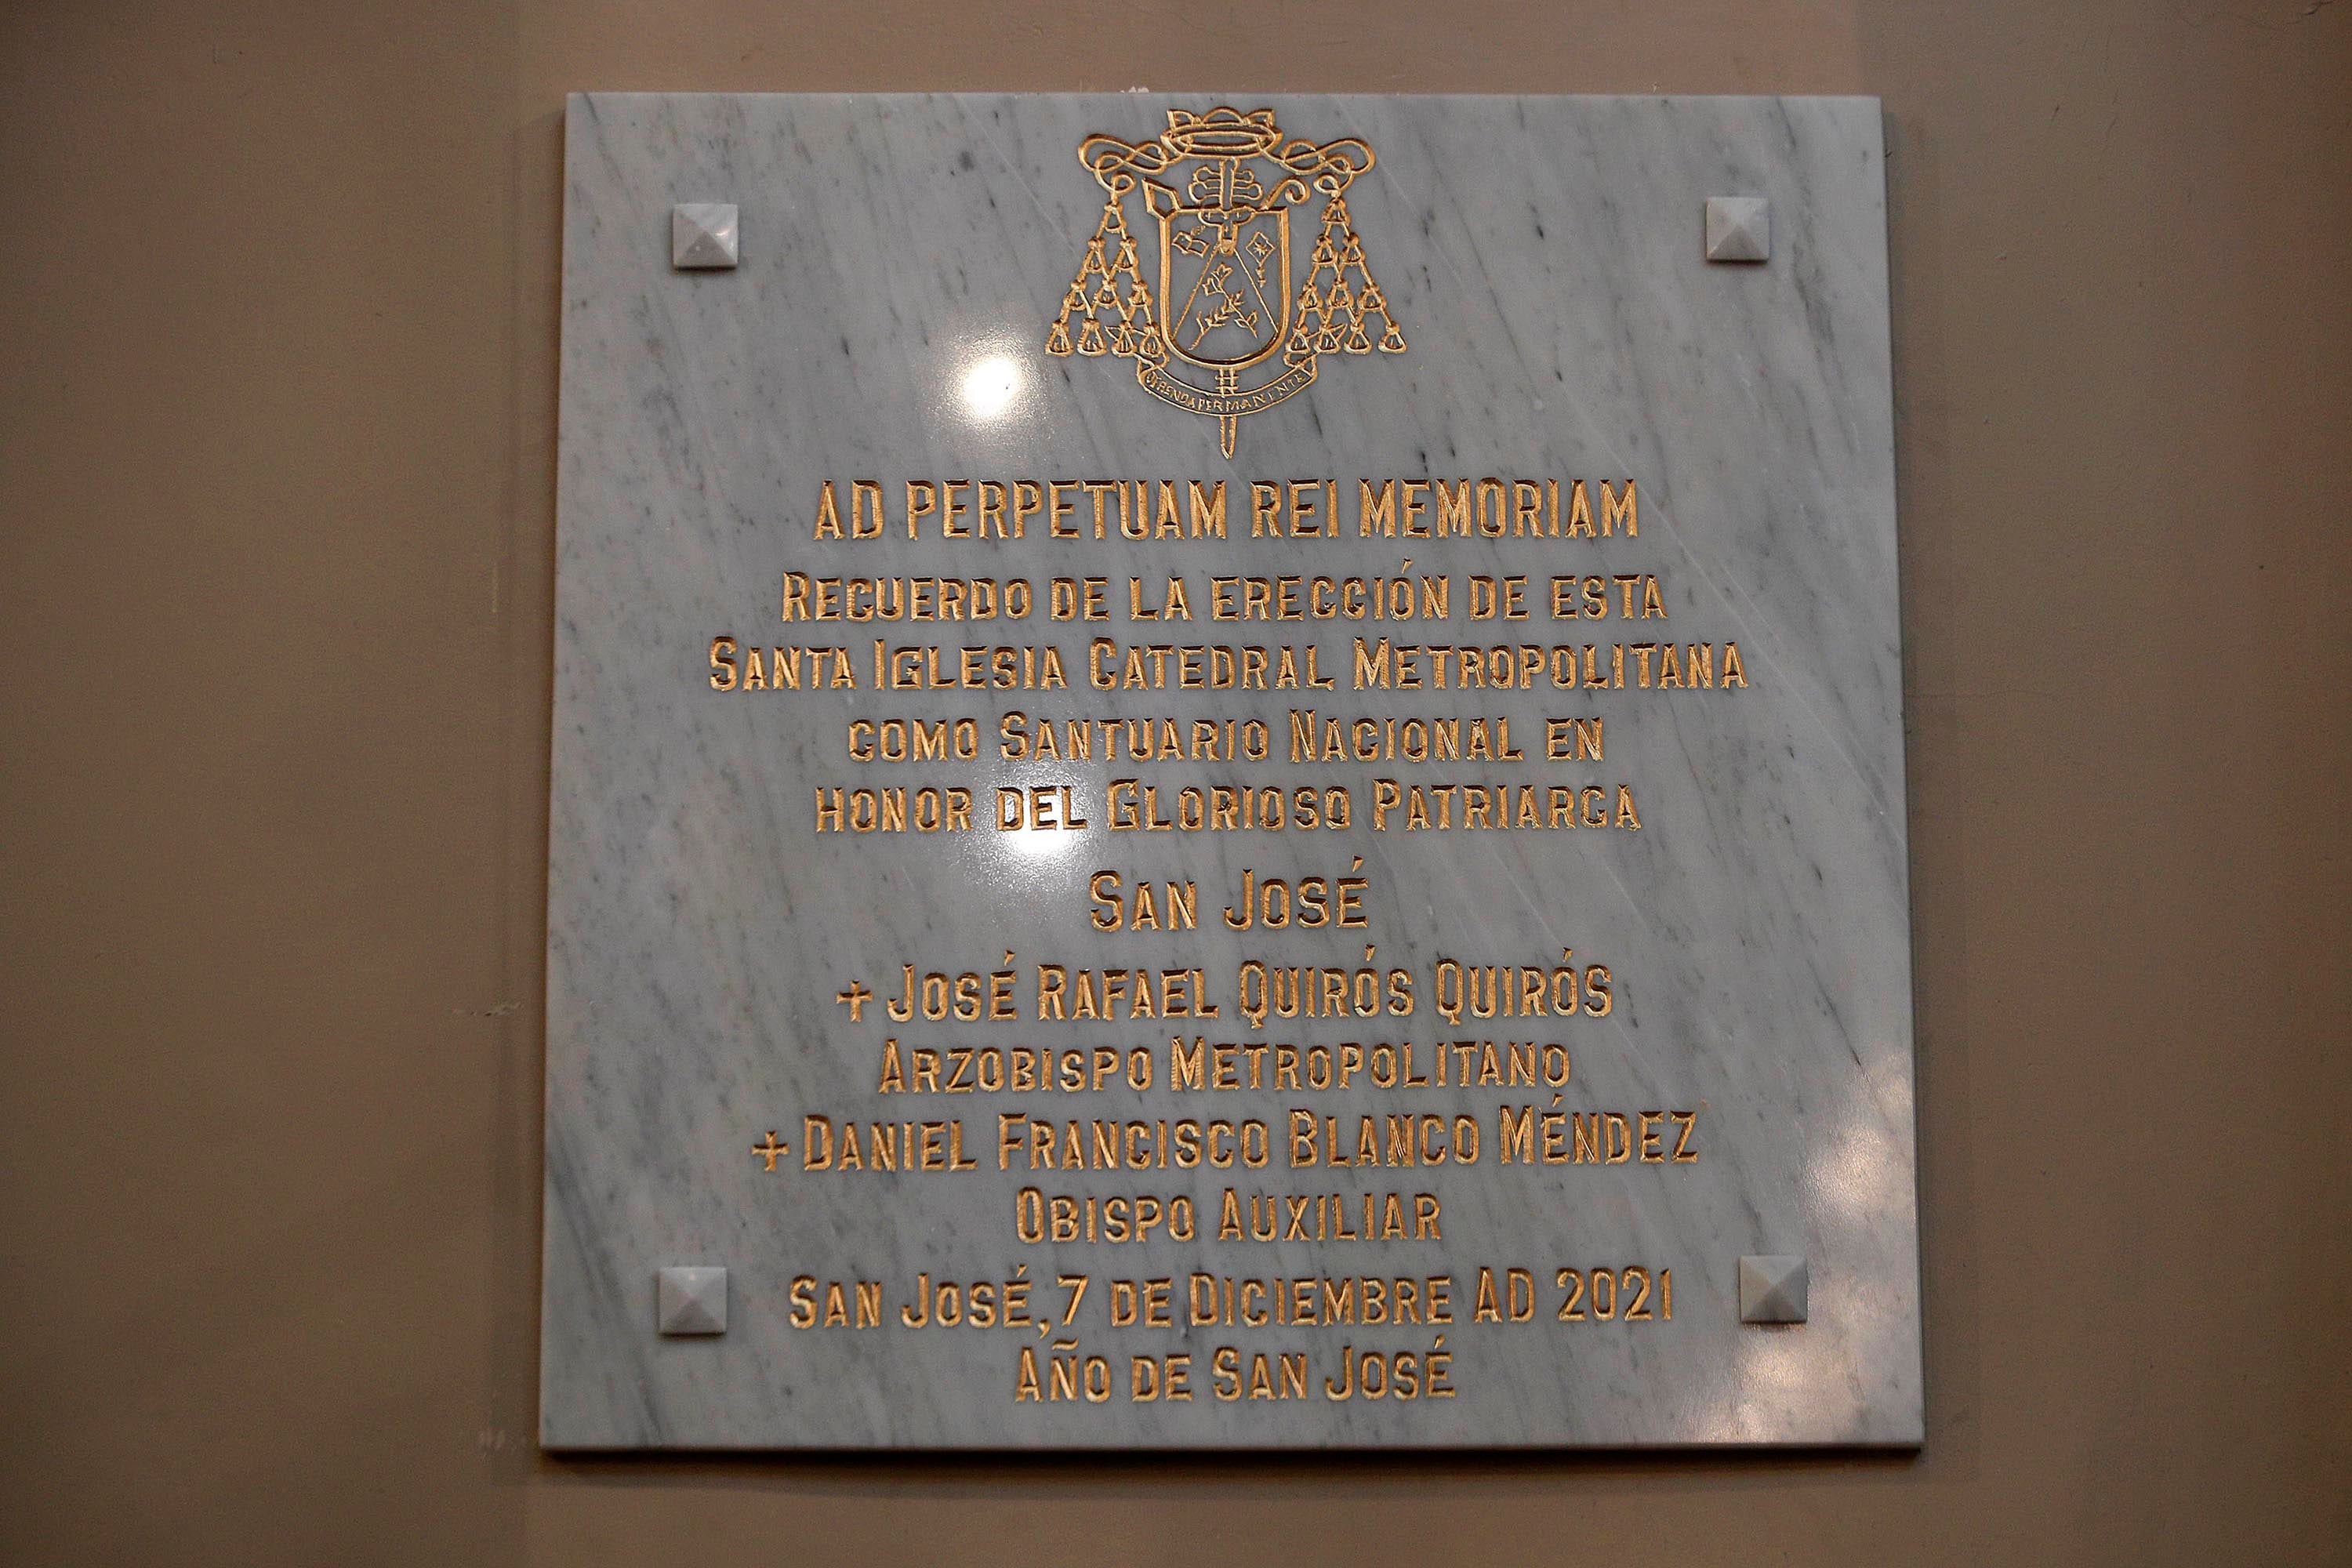 AD PERPETUAM REI MEMORIAM
RECUERDO DE LA ERECCIÓN DE ESTA
SANTA IGLESIA CATEDRAL METROPOLITANA
COMO SANTUARIO NACIONAL EN
HONOR DEL GLORIOSO PATRIARCA
SAN JOSÉ
+ JOSÉ RAFAEL QUIRÓS QUIRÓS
ARZOBISPO METROPOLITANO
+ DANIEL FRANCISCO BLANCO MÉNDEZ
OBISPO AUXILIAR
SAN JOSÉ, 7 DE DICIEMBRE AD 2021
AÑO DE SAN JOSÉ